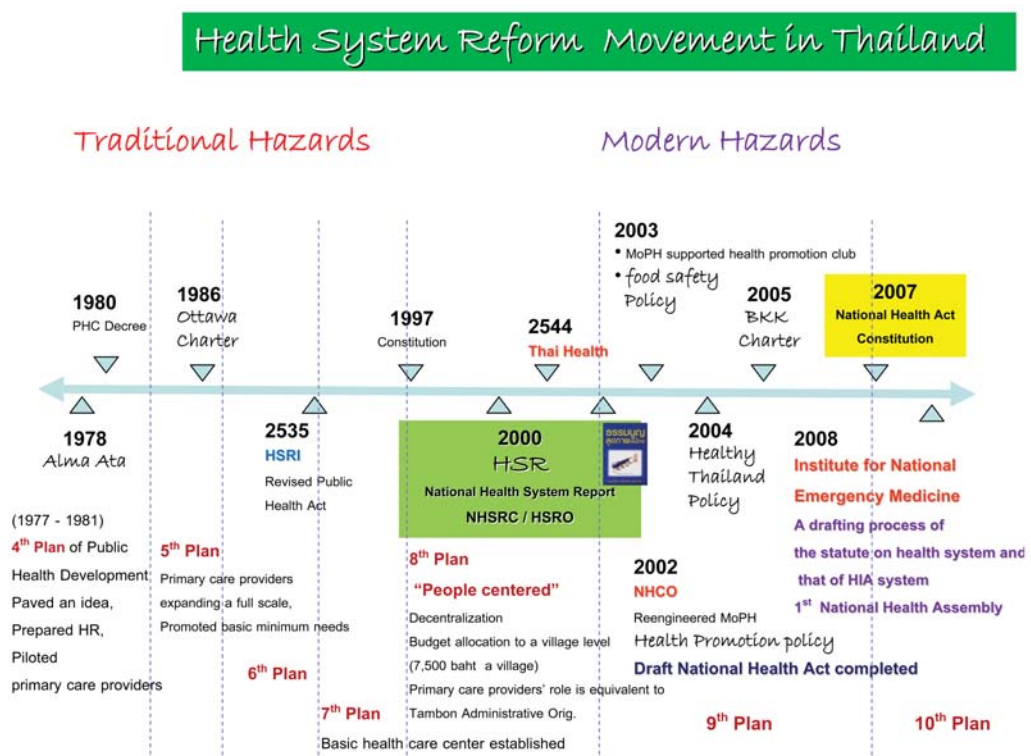 Health System Reform Movement in Thailand
Traditional Hazards
Modern Hazards
1980
PHC Decree
1986
Ottawa
Charter
1997
Constitution
2544
Thai Health
2003
• MoPH supported health promotion club
• food safety
Policy
2005
BKK
Charter
2007
National Health Act
Constitution
1978
Alma Ata
2535
HSRI
Revised Public
Health Act
2000
HSR
National Health System Report
NHSRC / HSRO
2004
Healthy
Thailand
Policy
2008
Institute for National
Emergency Medicine
A drafting process of
the statute on health system and
that of HIA system
1st National Health Assembly
(1977 - 1981)
4th Plan of Public
Health Development
Paved an idea,
Prepared HR,
Piloted
primary care providers
5th Plan
Primary care providers
expanding a full scale,
Promoted basic minimum needs
6th Plan
7th Plan
Basic health care center established
8th Plan
“People centered”
Decentralization
Budget allocation to a village level
(7,500 baht a village)
Primary care providers’ role is equivalent to
Tambon Administrative Orig.
2002
NHCO
Reengineered MoPH
Health Promotion policy
Draft National Health Act completed
9th Plan
10th Plan